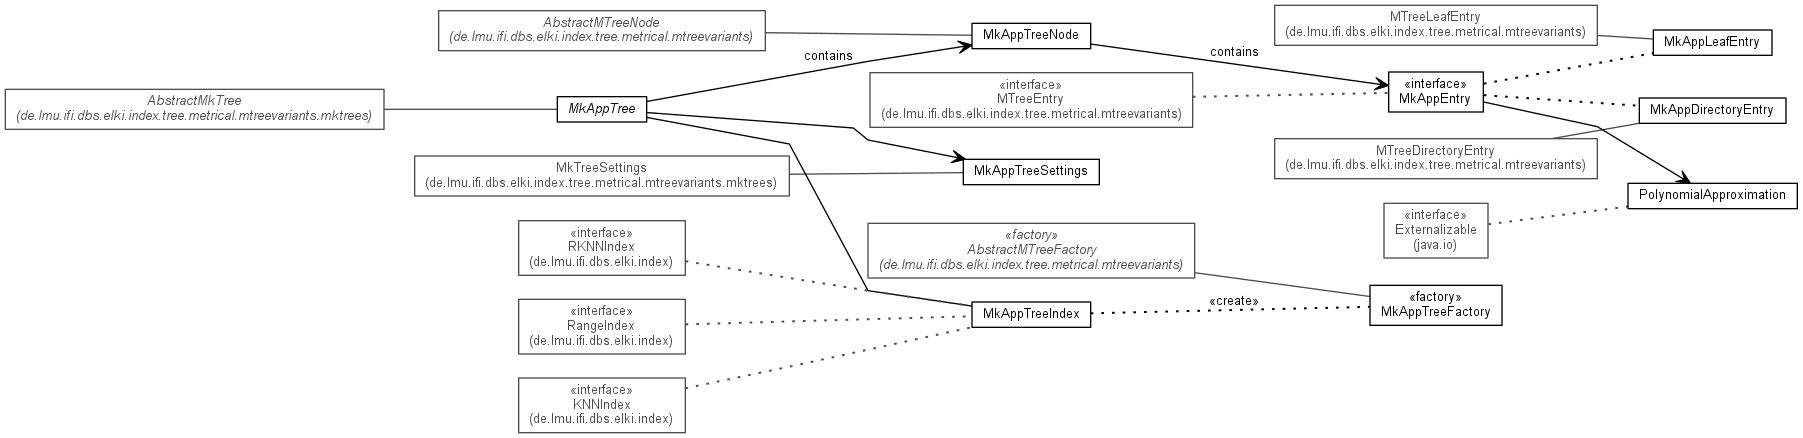 AbstractMTreeNode
(de.lmu.ifi.dbs.elki.index.tree.metrical.mtreevariants)
MTreeLeafEntry
(de.lmu.ifi.dbs.elki.index.tree.metrical.mtreevariants)
MkAppTreeNode
MkAppLeafEntry
contains
contains
«interface»
MTreeEntry
(de.lmu.ifi.dbs.elki.index.tree.metrical.mtreevariants)
«interface»
MkAppEntry
AbstractMkTree
(de.lmu.ifi.dbs.elki.index.tree.metrical.mtreevariants.mktrees)
MkAppTree
MkAppDirectoryEntry
MTreeDirectoryEntry
(de.lmu.ifi.dbs.elki.index.tree.metrical.mtreevariants)
MkTreeSettings
(de.lmu.ifi.dbs.elki.index.tree.metrical.mtreevariants.mktrees)
MkAppTreeSettings
PolynomialApproximation
«interface»
Externalizable
(java.io)
«interface»
RKNNIndex
(de.lmu.ifi.dbs.elki.index)
«factory»
AbstractMTreeFactory
(de.lmu.ifi.dbs.elki.index.tree.metrical.mtreevariants)
«interface»
RangeIndex
(de.lmu.ifi.dbs.elki.index)
MkAppTreeIndex
«create»
«factory»
MkAppTreeFactory
«interface»
KNNIndex
(de.lmu.ifi.dbs.elki.index)